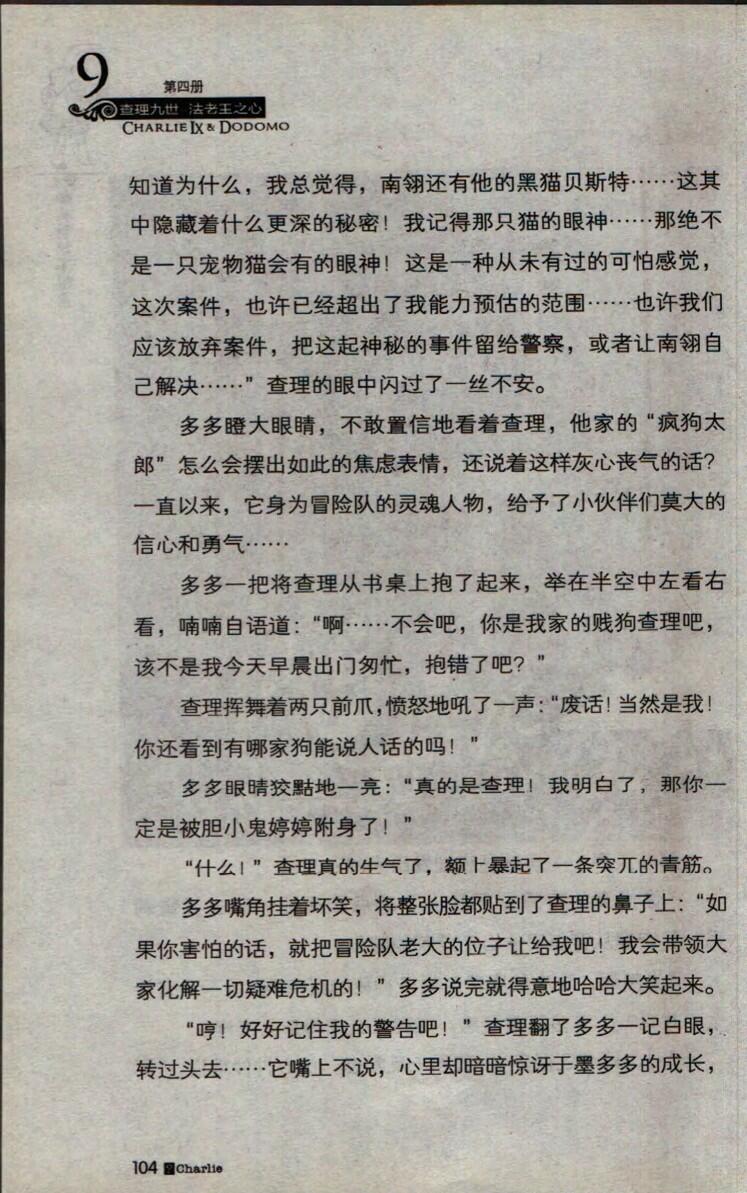 9
第四册
查理九世 法老王之心
CHARLIE IX & DODOMO
知道为什么，我总觉得，南翎还有他的黑猫贝斯特……这其
中隐藏着什么更深的秘密！我记得那只猫的眼神……那绝不
是一只宠物猫会有的眼神！这是一种从未有过的可怕感觉，
这次案件，也许已经超出了我能力预估的范围……也许我们
应该放弃案件，把这起神秘的事件留给警察，或者让南翎自
己解决……”查理的眼中闪过了一丝不安。
多多瞪大眼睛，不敢置信地看着查理，他家的“疯狗太
郎”怎么会摆出如此的焦虑表情，还说着这样灰心丧气的话？
一直以来，它身为冒险队的灵魂人物，给予了小伙伴们莫大的
信心和勇气……
多多一把将查理从书桌上抱了起来，举在半空中左看右
看，喃喃自语道：“啊……不会吧，你是我家的贱狗查理吧，
该不是我今天早晨出门匆忙，抱错了吧？”
查理挥舞着两只前爪，愤怒地吼了一声：“废话！当然是我！
你还看到有哪家狗能说人话的吗！”
多多眼睛狡黠地一亮：“真的是查理！我明白了，那你一
定是被胆小鬼婷婷附身了！”
“什么！”查理真的生气了，额上暴起了一条突兀的青筋。
多多嘴角挂着坏笑，将整张脸都贴到了查理的鼻子上：“如
果你害怕的话，就把冒险队老大的位子让给我吧！我会带领大
家化解一切疑难危机的！”多多说完就得意地哈哈大笑起来。
“哼！好好记住我的警告吧！”查理翻了多多一记白眼，
转过头去……它嘴上不说，心里却暗暗惊讶于墨多多的成长，
104 Charlie